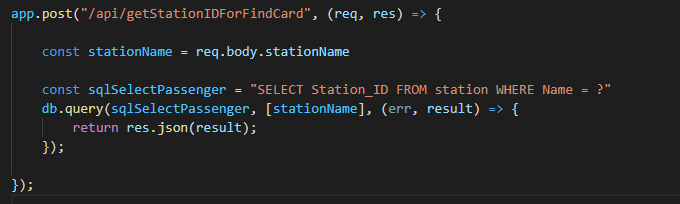 app.post("/api/getStationIDForFindCard", (req, res) => {
const stationName = req.body.stationName
const sqlSelectPassenger = "SELECT Station_ID FROM station WHERE Name = ?"
db.query(sqlSelectPassenger, [stationName], (err, result) => {
return res.json(result);
});
});